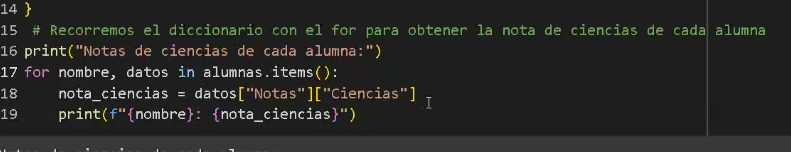 14 }
15 # Recorremos el diccionario con el for para obtener la nota de ciencias de cada alumna
16 print("Notas de ciencias de cada alumna:")
17 for nombre, datos in alumnas.items():
18 nota_ciencias = datos["Notas"]["Ciencias"]
19 print(f"{nombre}: {nota_ciencias}")